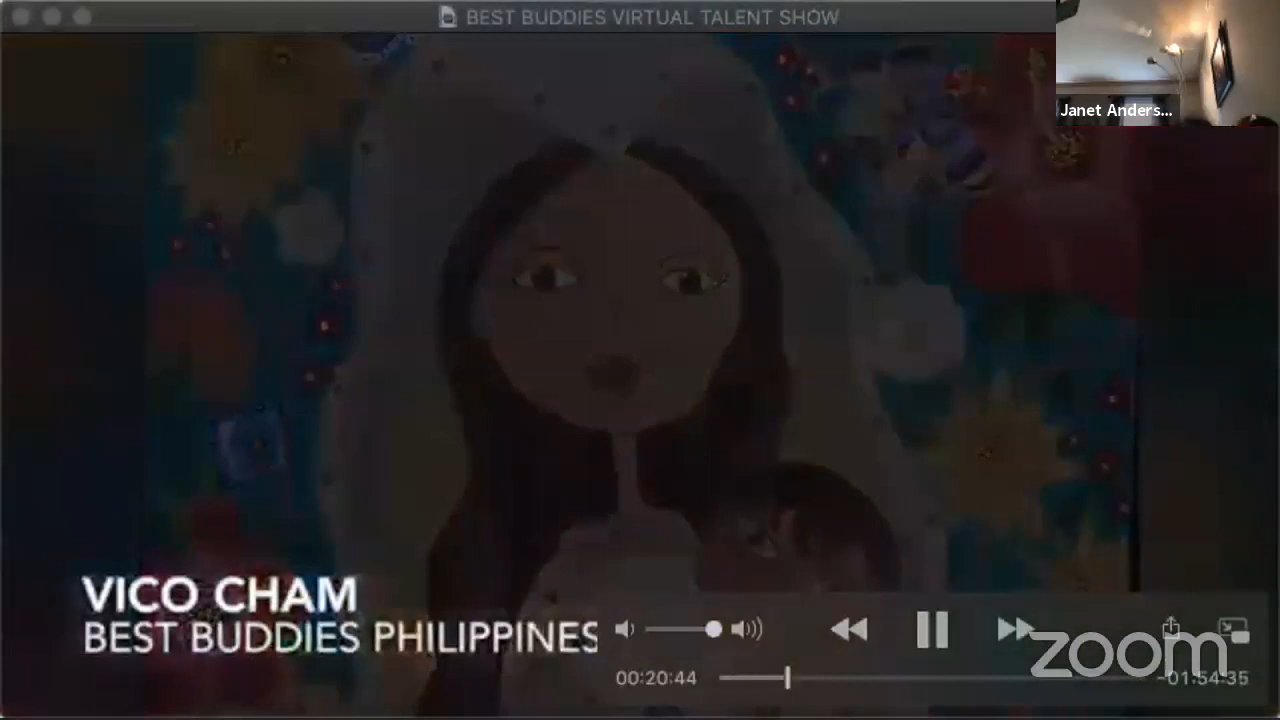 BEST BUDDIES VIRTUAL TALENT SHOW
Janet Anders...
VICO CHAM
BEST BUDDIES PHILIPPINES
00:20:44
-01:54:35
zoom